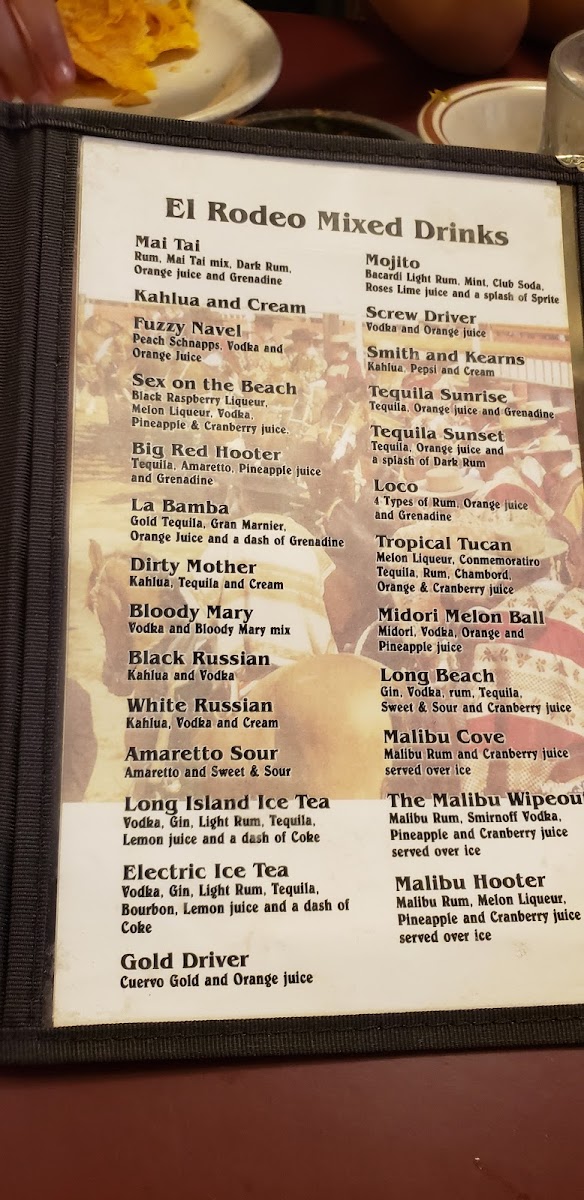 El Rodeo Mixed Drinks
Mai Tai
Rum, Mai Tai mix, Dark Rum,
Orange juice and Grenadine
Kahlua and Cream
Fuzzy Navel
Peach Schnapps, Vodka and
Orange Juice
Sex on the Beach
Black Raspberry Liqueur,
Melon Liqueur, Vodka,
Pineapple & Cranberry juice.
Big Red Hooter
Tequila, Amaretto, Pineapple juice
and Grenadine
La Bamba
Gold Tequila, Gran Marnier,
Orange Juice and a dash of Grenadine
Dirty Mother
Kahlua, Tequila and Cream
Bloody Mary
Vodka and Bloody Mary mix
Black Russian
Kahlua and Vodka
White Russian
Kahlua, Vodka and Cream
Amaretto Sour
Amaretto and Sweet & Sour
Long Island Ice Tea
Vodka, Gin, Light Rum, Tequila,
Lemon juice and a dash of Coke
Electric Ice Tea
Vodka, Gin, Light Rum, Tequila,
Bourbon, Lemon juice and a dash of
Coke
Gold Driver
Cuervo Gold and Orange juice
Mojito
Bacardi Light Rum, Mint, Club Soda,
Roses Lime juice and a splash of Sprite
Screw Driver
Vodka and Orange juice
Smith and Kearns
Kahlua, Pepsi and Cream
Tequila Sunrise
Tequila, Orange juice and Grenadine
Tequila Sunset
Tequila, Orange juice and
a splash of Dark Rum
Loco
4 Types of Rum, Orange juice
and Grenadine
Tropical Tucan
Melon Liqueur, Conmemoratiro
Tequila, Rum, Chambord,
Orange & Cranberry juice
Midori Melon Ball
Midori, Vodka, Orange and
Pineapple juice
Long Beach
Gin, Vodka, rum, Tequila,
Sweet & Sour and Cranberry juice
Malibu Cove
Malibu Rum and Cranberry juice
served over ice
The Malibu Wipeout
Malibu Rum, Smirnoff Vodka,
Pineapple and Cranberry juice
served over ice
Malibu Hooter
Malibu Rum, Melon Liqueur,
Pineapple and Cranberry juice
served over ice